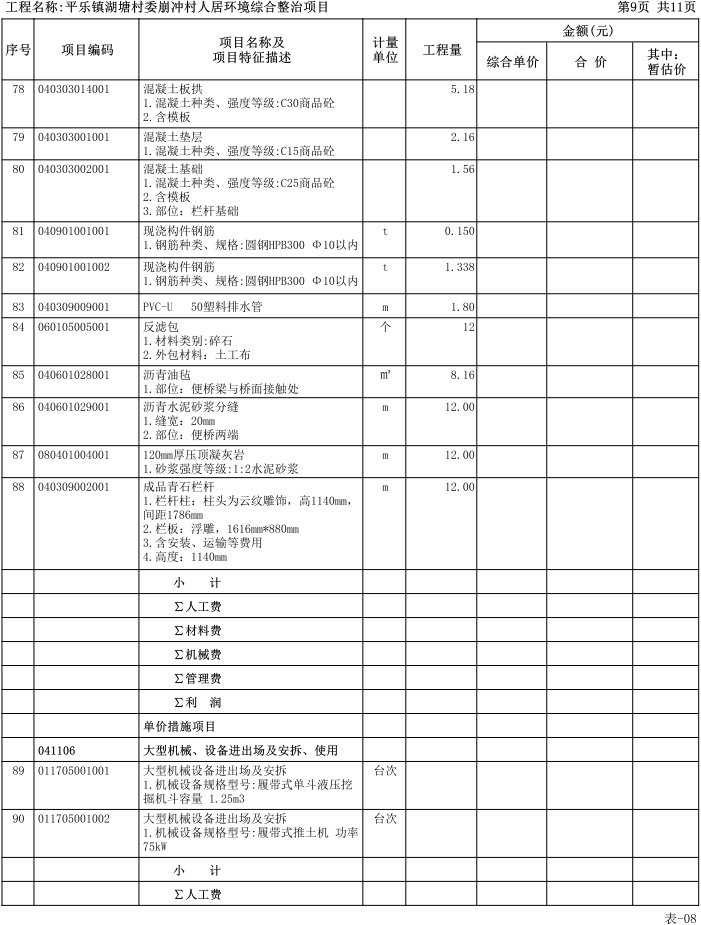 工程名称:平乐镇湖塘村委崩冲村人居环境综合整治项目 第9页 共11页
序号 项目编码 项目名称及 项目特征描述 计量 单位 工程量 金额(元)
综合单价 合 价 其中: 暂估价
78 040303014001 混凝土板拱 5.18
1.混凝土种类、强度等级:C30商品砼
2.含模板
79 040303001001 混凝土垫层 2.16
1.混凝土种类、强度等级:C15商品砼
80 040303002001 混凝土基础 1.56
1.混凝土种类、强度等级:C25商品砼
2.含模板
3.部位: 栏杆基础
81 040901001001 现浇构件钢筋 t 0.150
1.钢筋种类、规格:圆钢HPB300 Φ10以内
82 040901001002 现浇构件钢筋 t 1.338
1.钢筋种类、规格:圆钢HPB300 Φ10以内
83 040309009001 PVC-U 50塑料排水管 m 1.80
84 060105005001 反滤包 个 12
1.材料类别:碎石
2.外包材料: 土工布
85 040601028001 沥青油毡 m² 8.16
1.部位: 便桥梁与桥面接触处
86 040601029001 沥青水泥砂浆分缝 m 12.00
1.缝宽: 20mm
2.部位: 便桥两端
87 080401004001 120mm厚压顶凝灰岩 m 12.00
1.砂浆强度等级:1:2水泥砂浆
88 040309002001 成品青石栏杆 m 12.00
1.栏杆柱: 柱头为云纹雕饰, 高1140mm,
间距1786mm
2.栏板: 浮雕, 1616mm*880mm
3.含安装、运输等费用
4.高度: 1140mm
小 计
∑人工费
∑材料费
∑机械费
∑管理费
∑利 润
单价措施项目
041106 大型机械、设备进出场及安拆、使用
89 011705001001 大型机械设备进出场及安拆 台次
1.机械设备规格型号:履带式单斗液压挖
掘机斗容量 1.25m3
90 011705001002 大型机械设备进出场及安拆 台次
1.机械设备规格型号:履带式推土机 功率
75kW
小 计
∑人工费
表-08